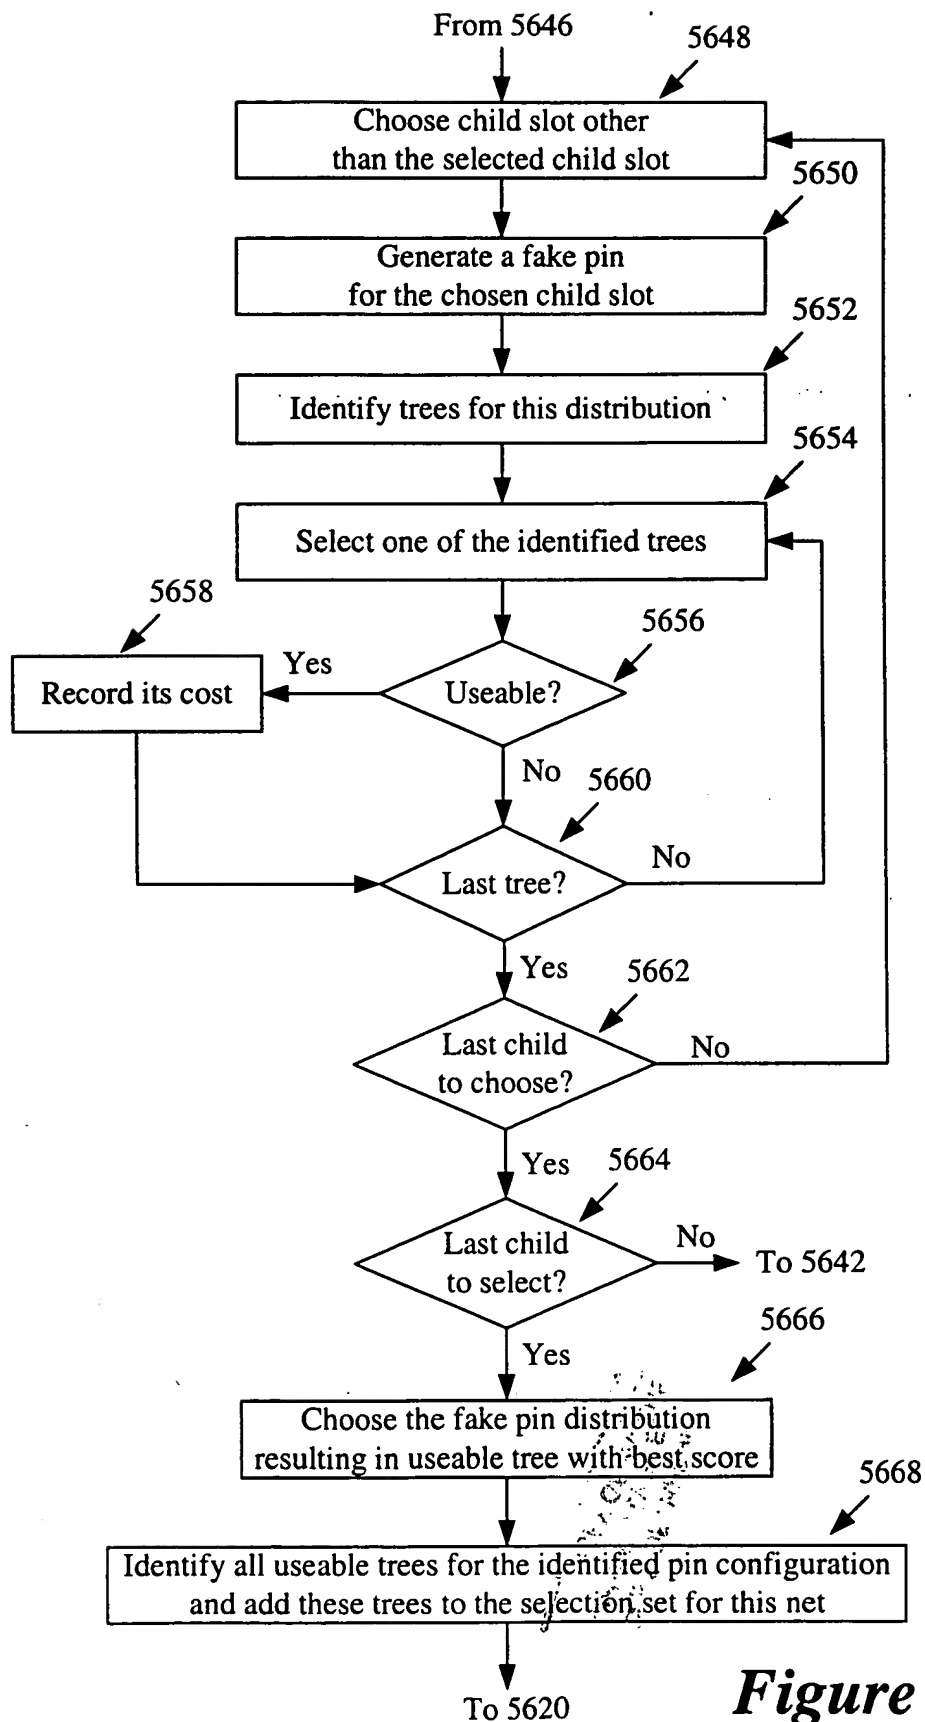 From 5646
5648
Choose child slot other
than the selected child slot
5650
Generate a fake pin
for the chosen child slot
5652
Identify trees for this distribution
5654
Select one of the identified trees
5658
5656
Yes
Record its cost
Useable?
No
5660
Last tree?
No
Yes
5662
Last child
to choose?
No
Yes
5664
Last child
to select?
No
To 5642
Yes
5666
Choose the fake pin distribution
resulting in useable tree with best score
5668
Identify all useable trees for the identified pin configuration
and add these trees to the selection set for this net
To 5620
Figure